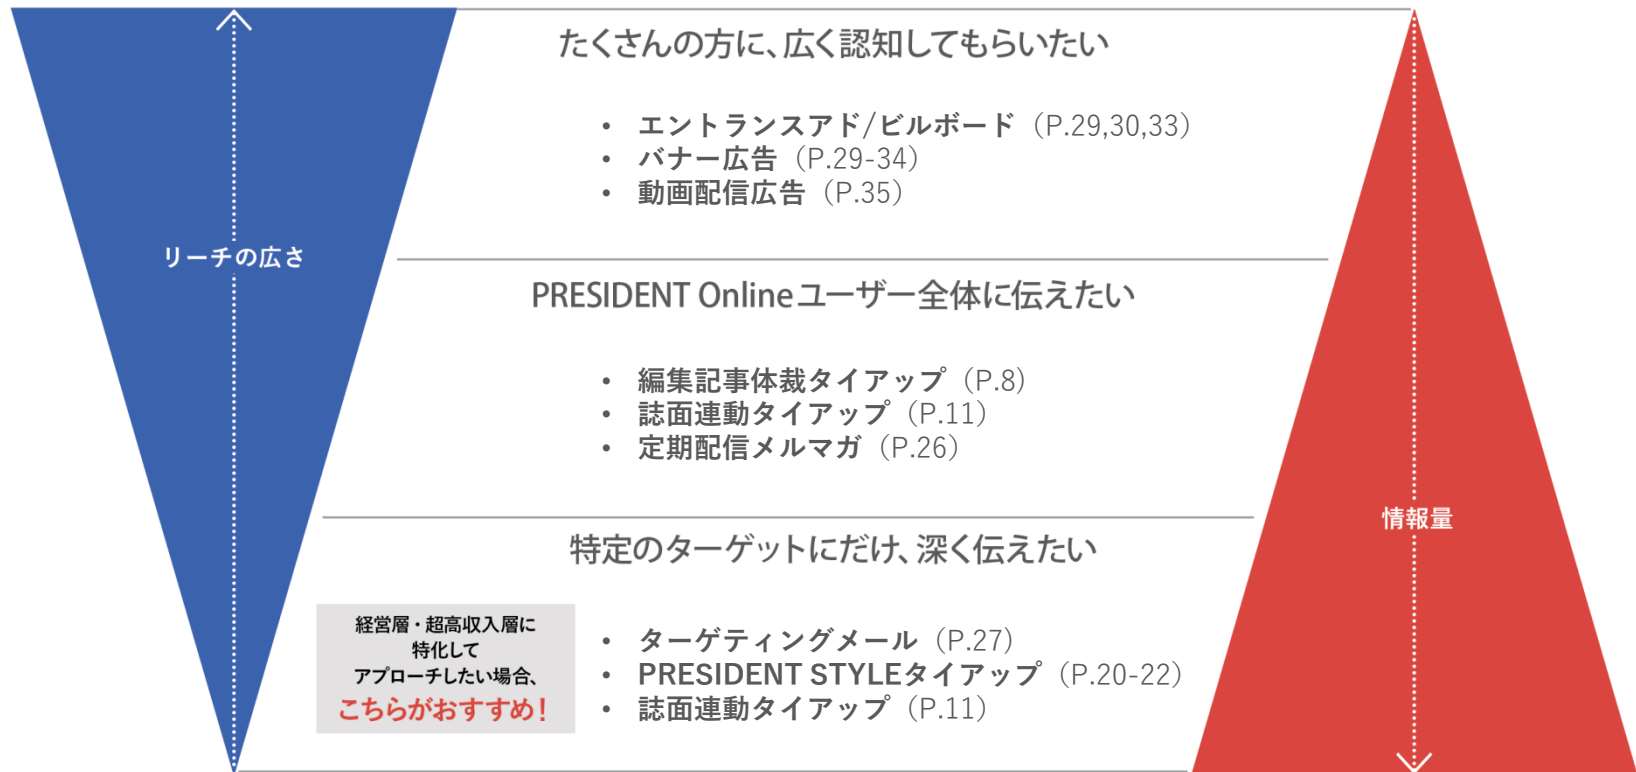 たくさんの方に、広く認知してもらいたい
• エントランスアド/ビルボード（P.29,30,33）
• バナー広告（P.29-34）
• 動画配信広告（P.35）
リーチの広さ
PRESIDENT Onlineユーザー全体に伝えたい
• 編集記事体裁タイアップ（P.8）
• 誌面連動タイアップ（P.11）
• 定期配信メルマガ（P.26）
情報量
特定のターゲットにだけ、深く伝えたい
経営層・超高収入層に
特化して
アプローチしたい場合、
こちらがおすすめ！
• ターゲティングメール（P.27）
• PRESIDENT STYLEタイアップ（P.20-22）
• 誌面連動タイアップ（P.11）